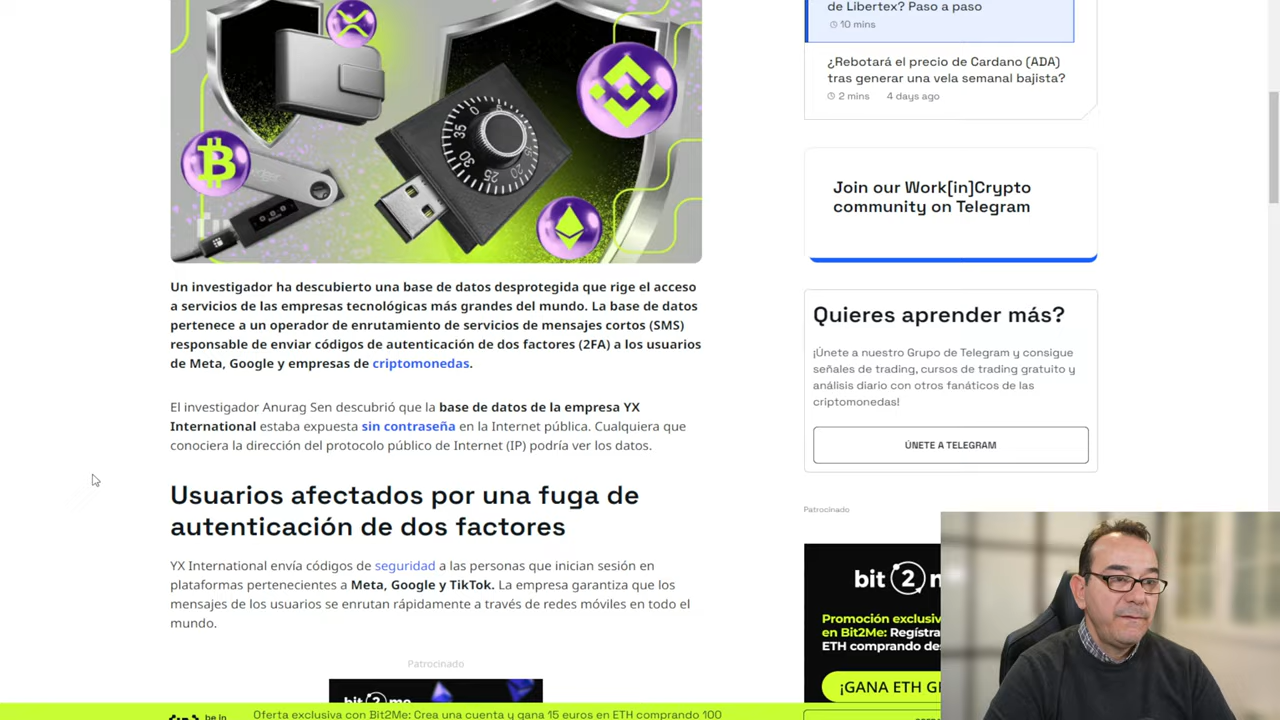 Un investigador ha descubierto una base de datos desprotegida que rige el acceso
a servicios de las empresas tecnológicas más grandes del mundo. La base de datos
pertenece a un operador de enrutamiento de servicios de mensajes cortos (SMS)
responsable de enviar códigos de autenticación de dos factores (2FA) a los usuarios
de Meta, Google y empresas de criptomonedas.
El investigador Anurag Sen descubrió que la base de datos de la empresa YX
International estaba expuesta sin contraseña en la Internet pública. Cualquiera que
conociera la dirección del protocolo público de Internet (IP) podría ver los datos.
Usuarios afectados por una fuga de
autenticación de dos factores
YX International envía códigos de seguridad a las personas que inician sesión en
plataformas pertenecientes a Meta, Google y TikTok. La empresa garantiza que los
mensajes de los usuarios se enrutan rápidamente a través de redes móviles en todo el
mundo.
Patrocinado
bit2me
be in
Oferta exclusiva con Bit2Me: Crea una cuenta y gana 15 euros en ETH comprando 100
de Libertex? Paso a paso
10 mins
¿Rebotará el precio de Cardano (ADA)
tras generar una vela semanal bajista?
2 mins 4 days ago
Join our Work[in]Crypto
community on Telegram
Quieres aprender más?
¡Únete a nuestro Grupo de Telegram y consigue
señales de trading, cursos de trading gratuito y
análisis diario con otros fanáticos de las
criptomonedas!
ÚNETE A TELEGRAM
Patrocinado
bit2m
Promoción exclusiv
en Bit2Me: Regístra
ETH comprando des
¡GANA ETH G